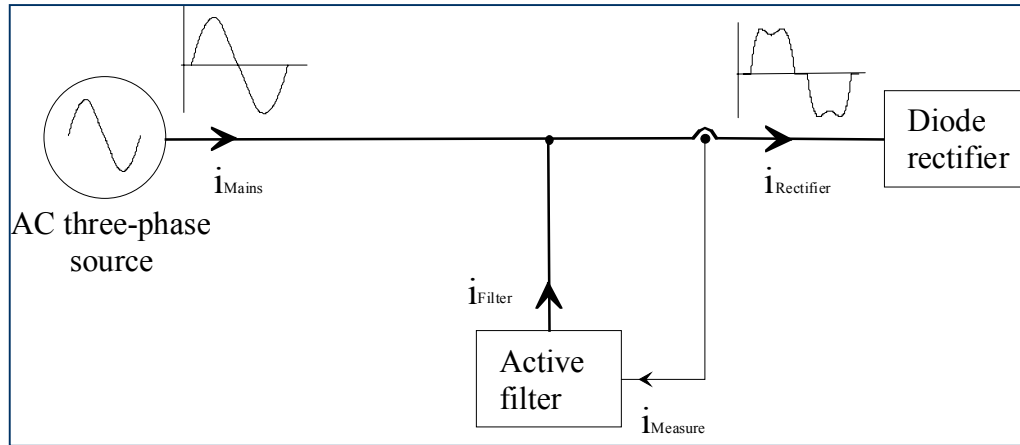 Diode
rectifier
iMains
iRectifier
AC three-phase
source
iFilter
Active
filter
iMeasure